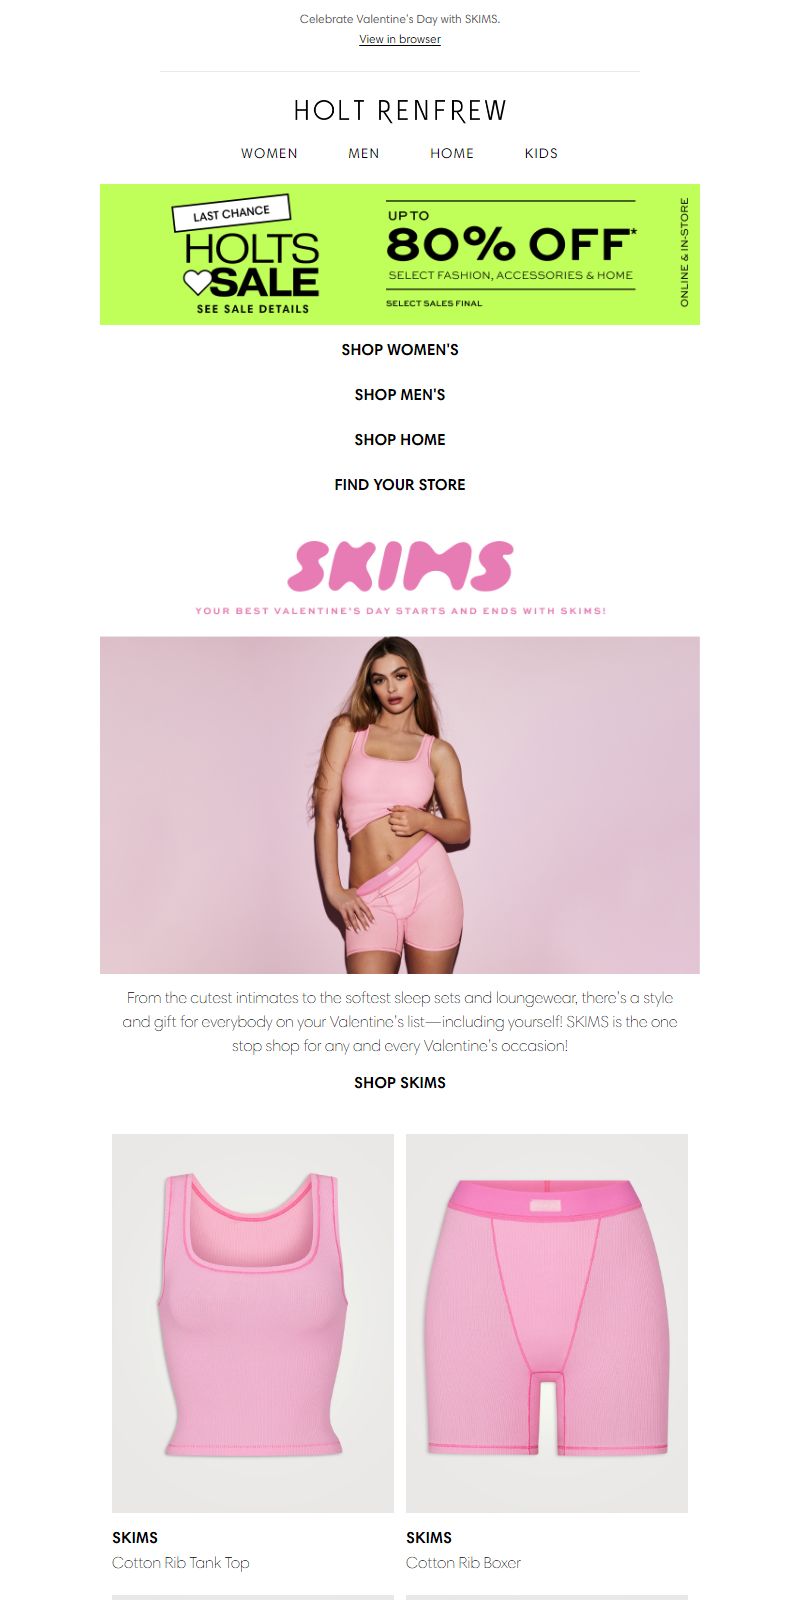 Celebrate Valentine's Day with SKIMS.
View in browser
HOLT RENFREW
WOMEN MEN HOME KIDS
LAST CHANCE
HOLTS
SALE
SEE SALE DETAILS
UP TO
80% OFF*
SELECT FASHION, ACCESSORIES & HOME
SELECT SALES FINAL
ONLINE & IN-STORE
SHOP WOMEN'S
SHOP MEN'S
SHOP HOME
FIND YOUR STORE
SKIMS
YOUR BEST VALENTINE'S DAY STARTS AND ENDS WITH SKIMS!
From the cutest intimates to the softest sleep sets and loungewear, there's a style
and gift for everybody on your Valentine's list—including yourself! SKIMS is the one
stop shop for any and every Valentine's occasion!
SHOP SKIMS
SKIMS
Cotton Rib Tank Top
SKIMS
Cotton Rib Boxer